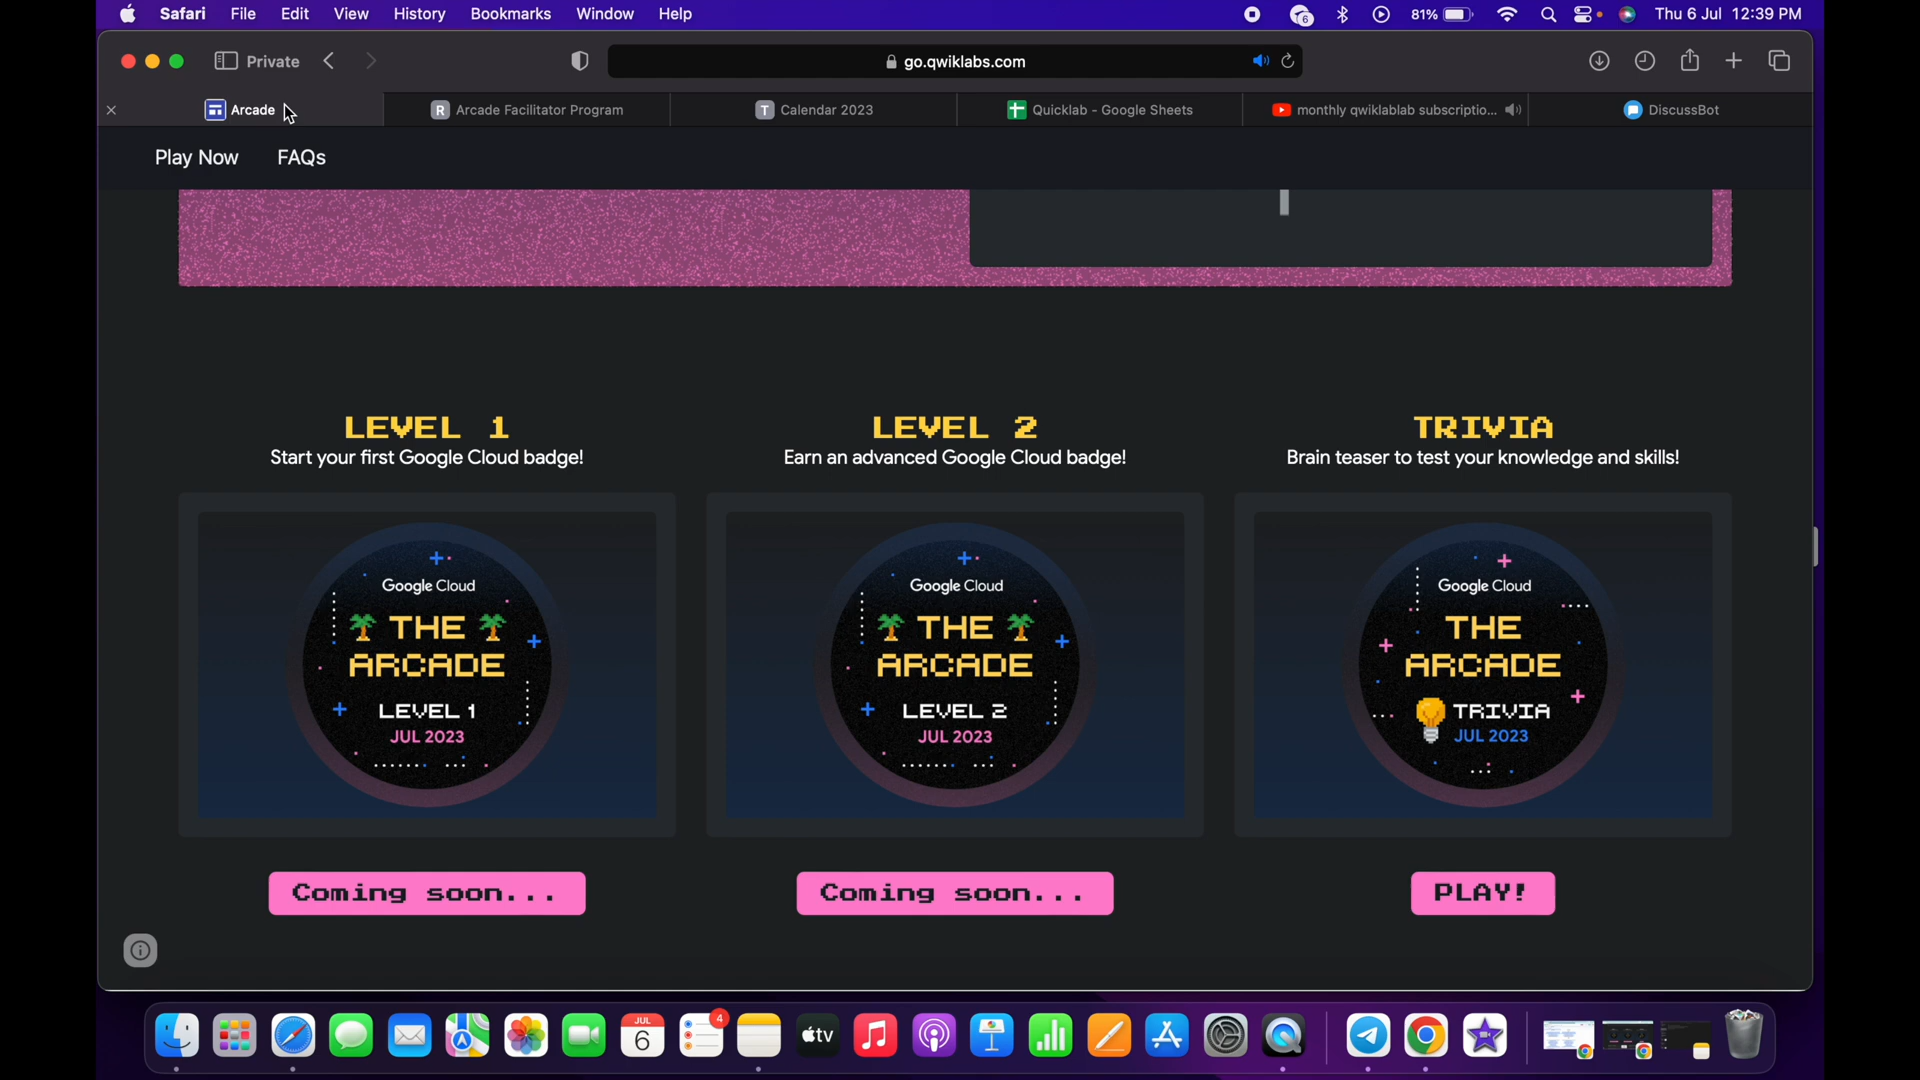 Safari File Edit View History Bookmarks Window Help 6 81% Thu 6 Jul 12:39 PM
Private go.qwiklabs.com
Arcade R Arcade Facilitator Program T Calendar 2023 Quicklab - Google Sheets monthly qwiklablab subscriptio... DiscussBot
Play Now FAQs
LEVEL 1
Start your first Google Cloud badge!
Google Cloud
THE
ARCADE
LEVEL 1
JUL 2023
Coming soon...
LEVEL 2
Earn an advanced Google Cloud badge!
Google Cloud
THE
ARCADE
LEVEL 2
JUL 2023
Coming soon...
TRIVIA
Brain teaser to test your knowledge and skills!
Google Cloud
THE
ARCADE
TRIVIA
JUL 2023
PLAY!
JUL
6
4
tv